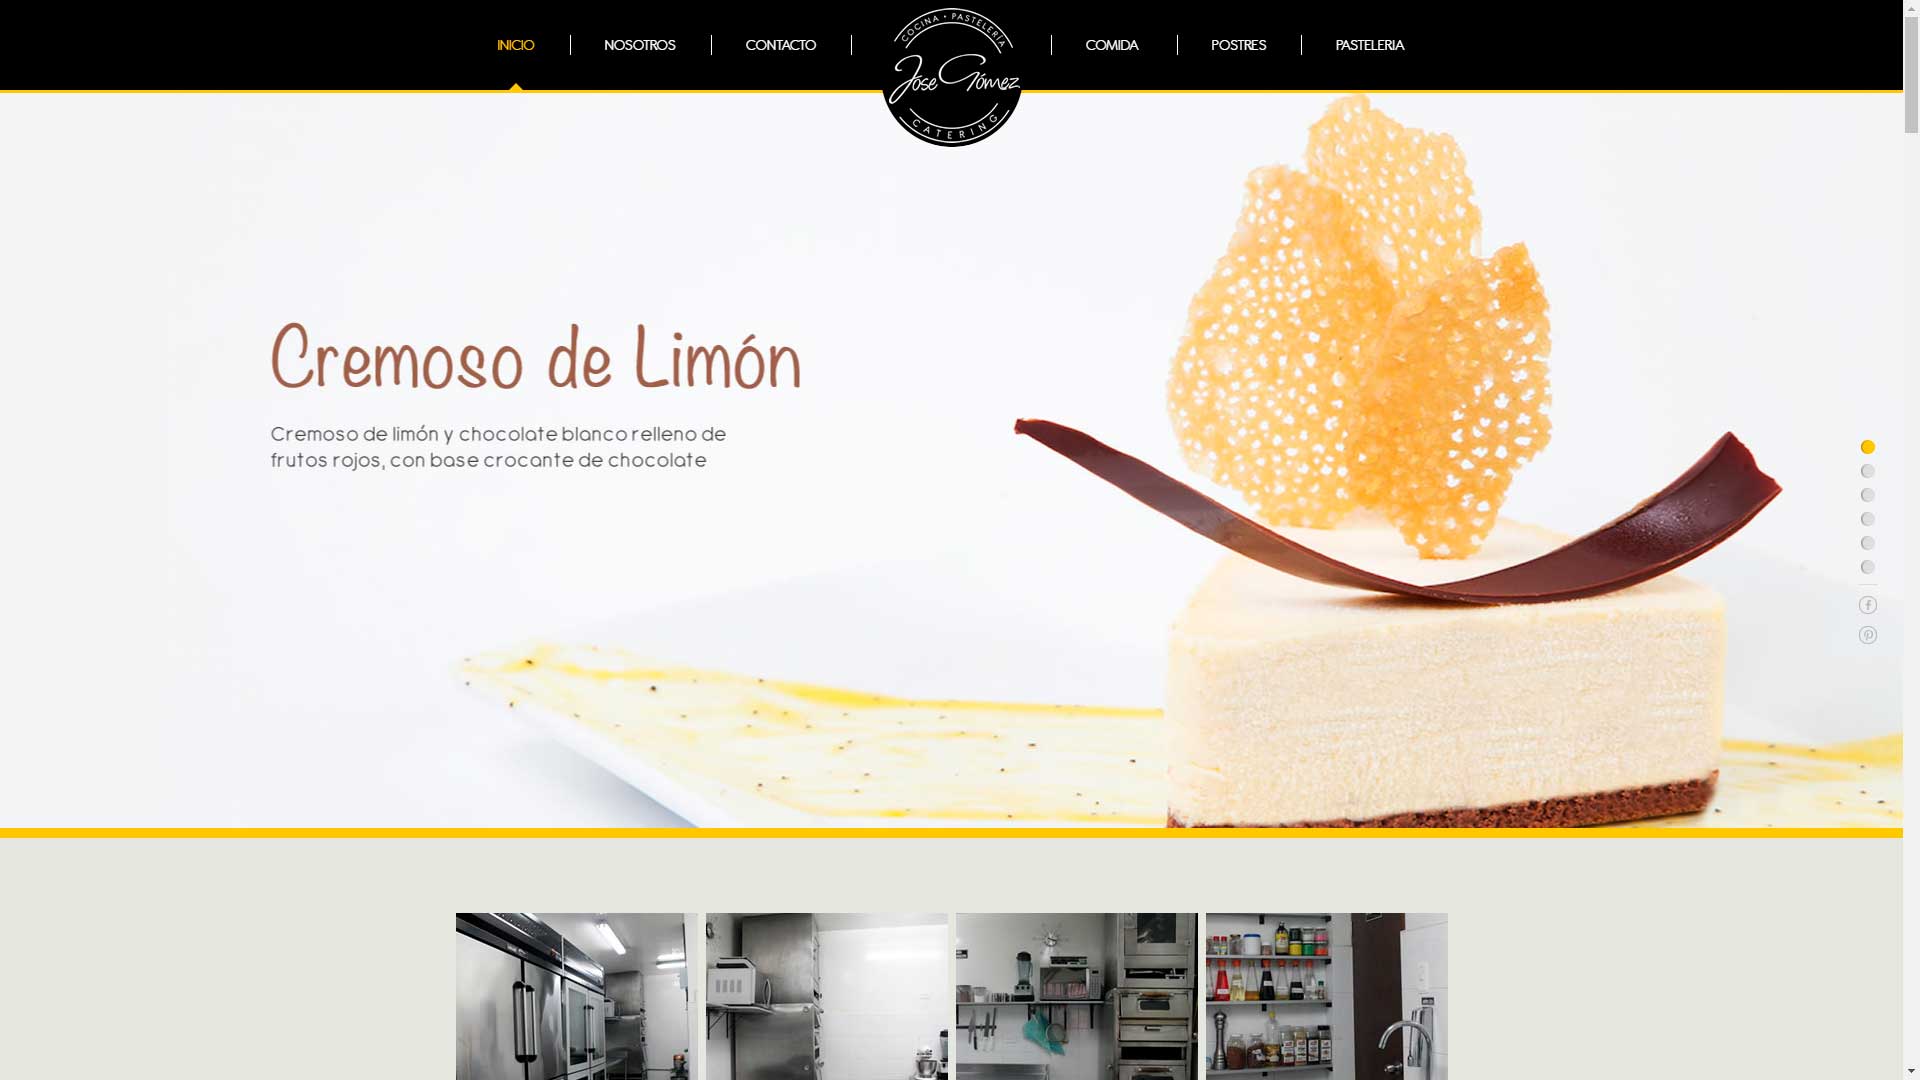 INICIO
NOSOTROS
CONTACTO
COCINA • PASTELERÍA
José Gómez
CATERING
COMIDA
POSTRES
PASTELERIA
Cremoso de Limón
Cremoso de limón y chocolate blanco relleno de
frutos rojos, con base crocante de chocolate